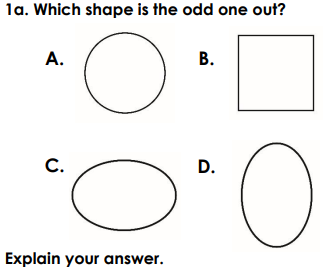 1a. Which shape is the odd one out?
A.
B.
C.
D.
Explain your answer.